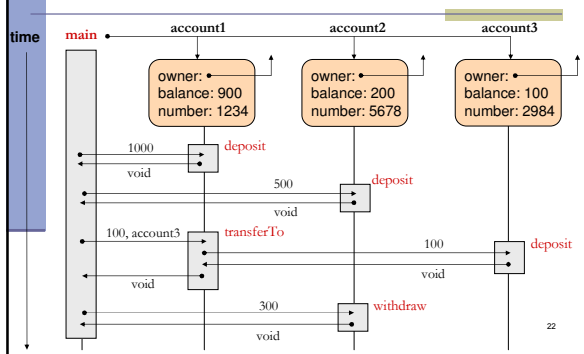 time
main
account1
account2
account3
owner:
balance: 900
number: 1234
owner:
balance: 200
number: 5678
owner:
balance: 100
number: 2984
1000
deposit
void
500
deposit
void
100, account3
transferTo
100
deposit
void
void
300
withdraw
void
22